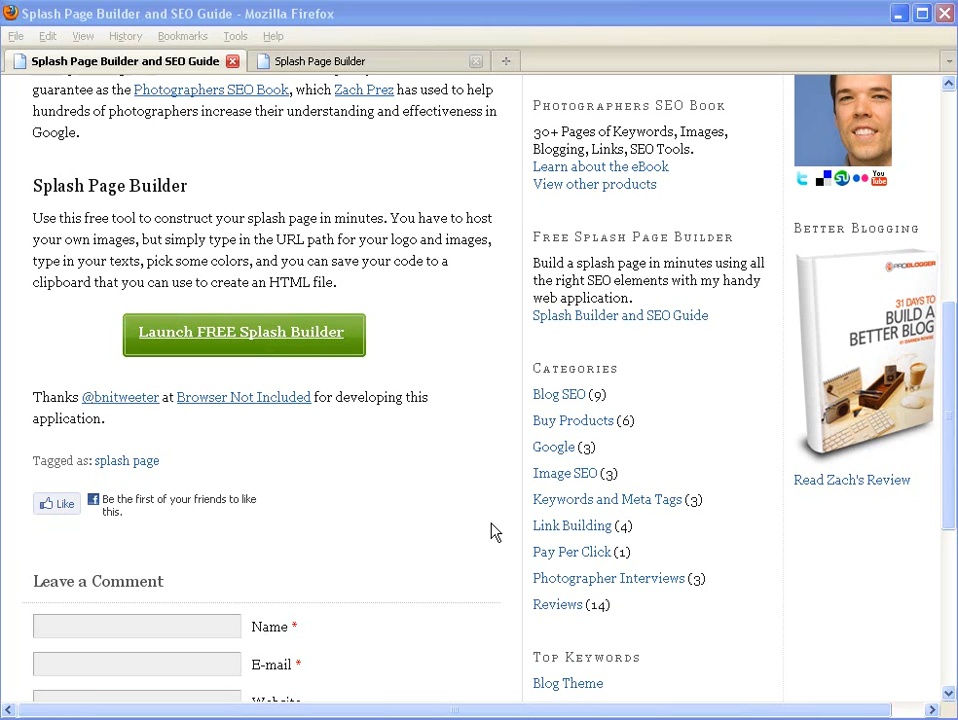 Splash Page Builder and SEO Guide - Mozilla Firefox
File Edit View History Bookmarks Tools Help
Splash Page Builder and SEO Guide
Splash Page Builder
guarantee as the Photographers SEO Book, which Zach Prez has used to help
hundreds of photographers increase their understanding and effectiveness in
Google.
Splash Page Builder
Use this free tool to construct your splash page in minutes. You have to host
your own images, but simply type in the URL path for your logo and images,
type in your texts, pick some colors, and you can save your code to a
clipboard that you can use to create an HTML file.
Launch FREE Splash Builder
Thanks @bnitweeter at Browser Not Included for developing this
application.
Tagged as: splash page
Like
Be the first of your friends to like
this.
Leave a Comment
Name *
E-mail *
Website
Photographers SEO Book
30+ Pages of Keywords, Images,
Blogging, Links, SEO Tools.
Learn about the eBook
View other products
Free Splash Page Builder
Build a splash page in minutes using all
the right SEO elements with my handy
web application.
Splash Builder and SEO Guide
Categories
Blog SEO (9)
Buy Products (6)
Google (3)
Image SEO (3)
Keywords and Meta Tags (3)
Link Building (4)
Pay Per Click (1)
Photographer Interviews (3)
Reviews (14)
Top Keywords
Blog Theme
You
Tube
Better Blogging
PROBLOGGER
31 DAYS TO
BUILD A
BETTER BLOG
Read Zach's Review